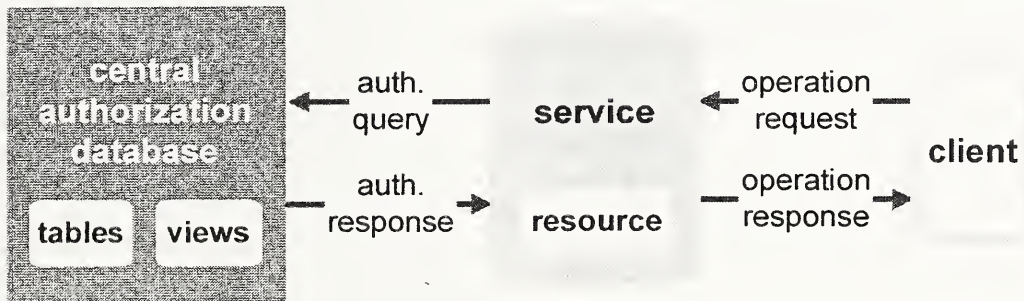 central
authorization
database
tables
views
auth.
query
auth.
response
service
resource
operation
request
operation
response
client